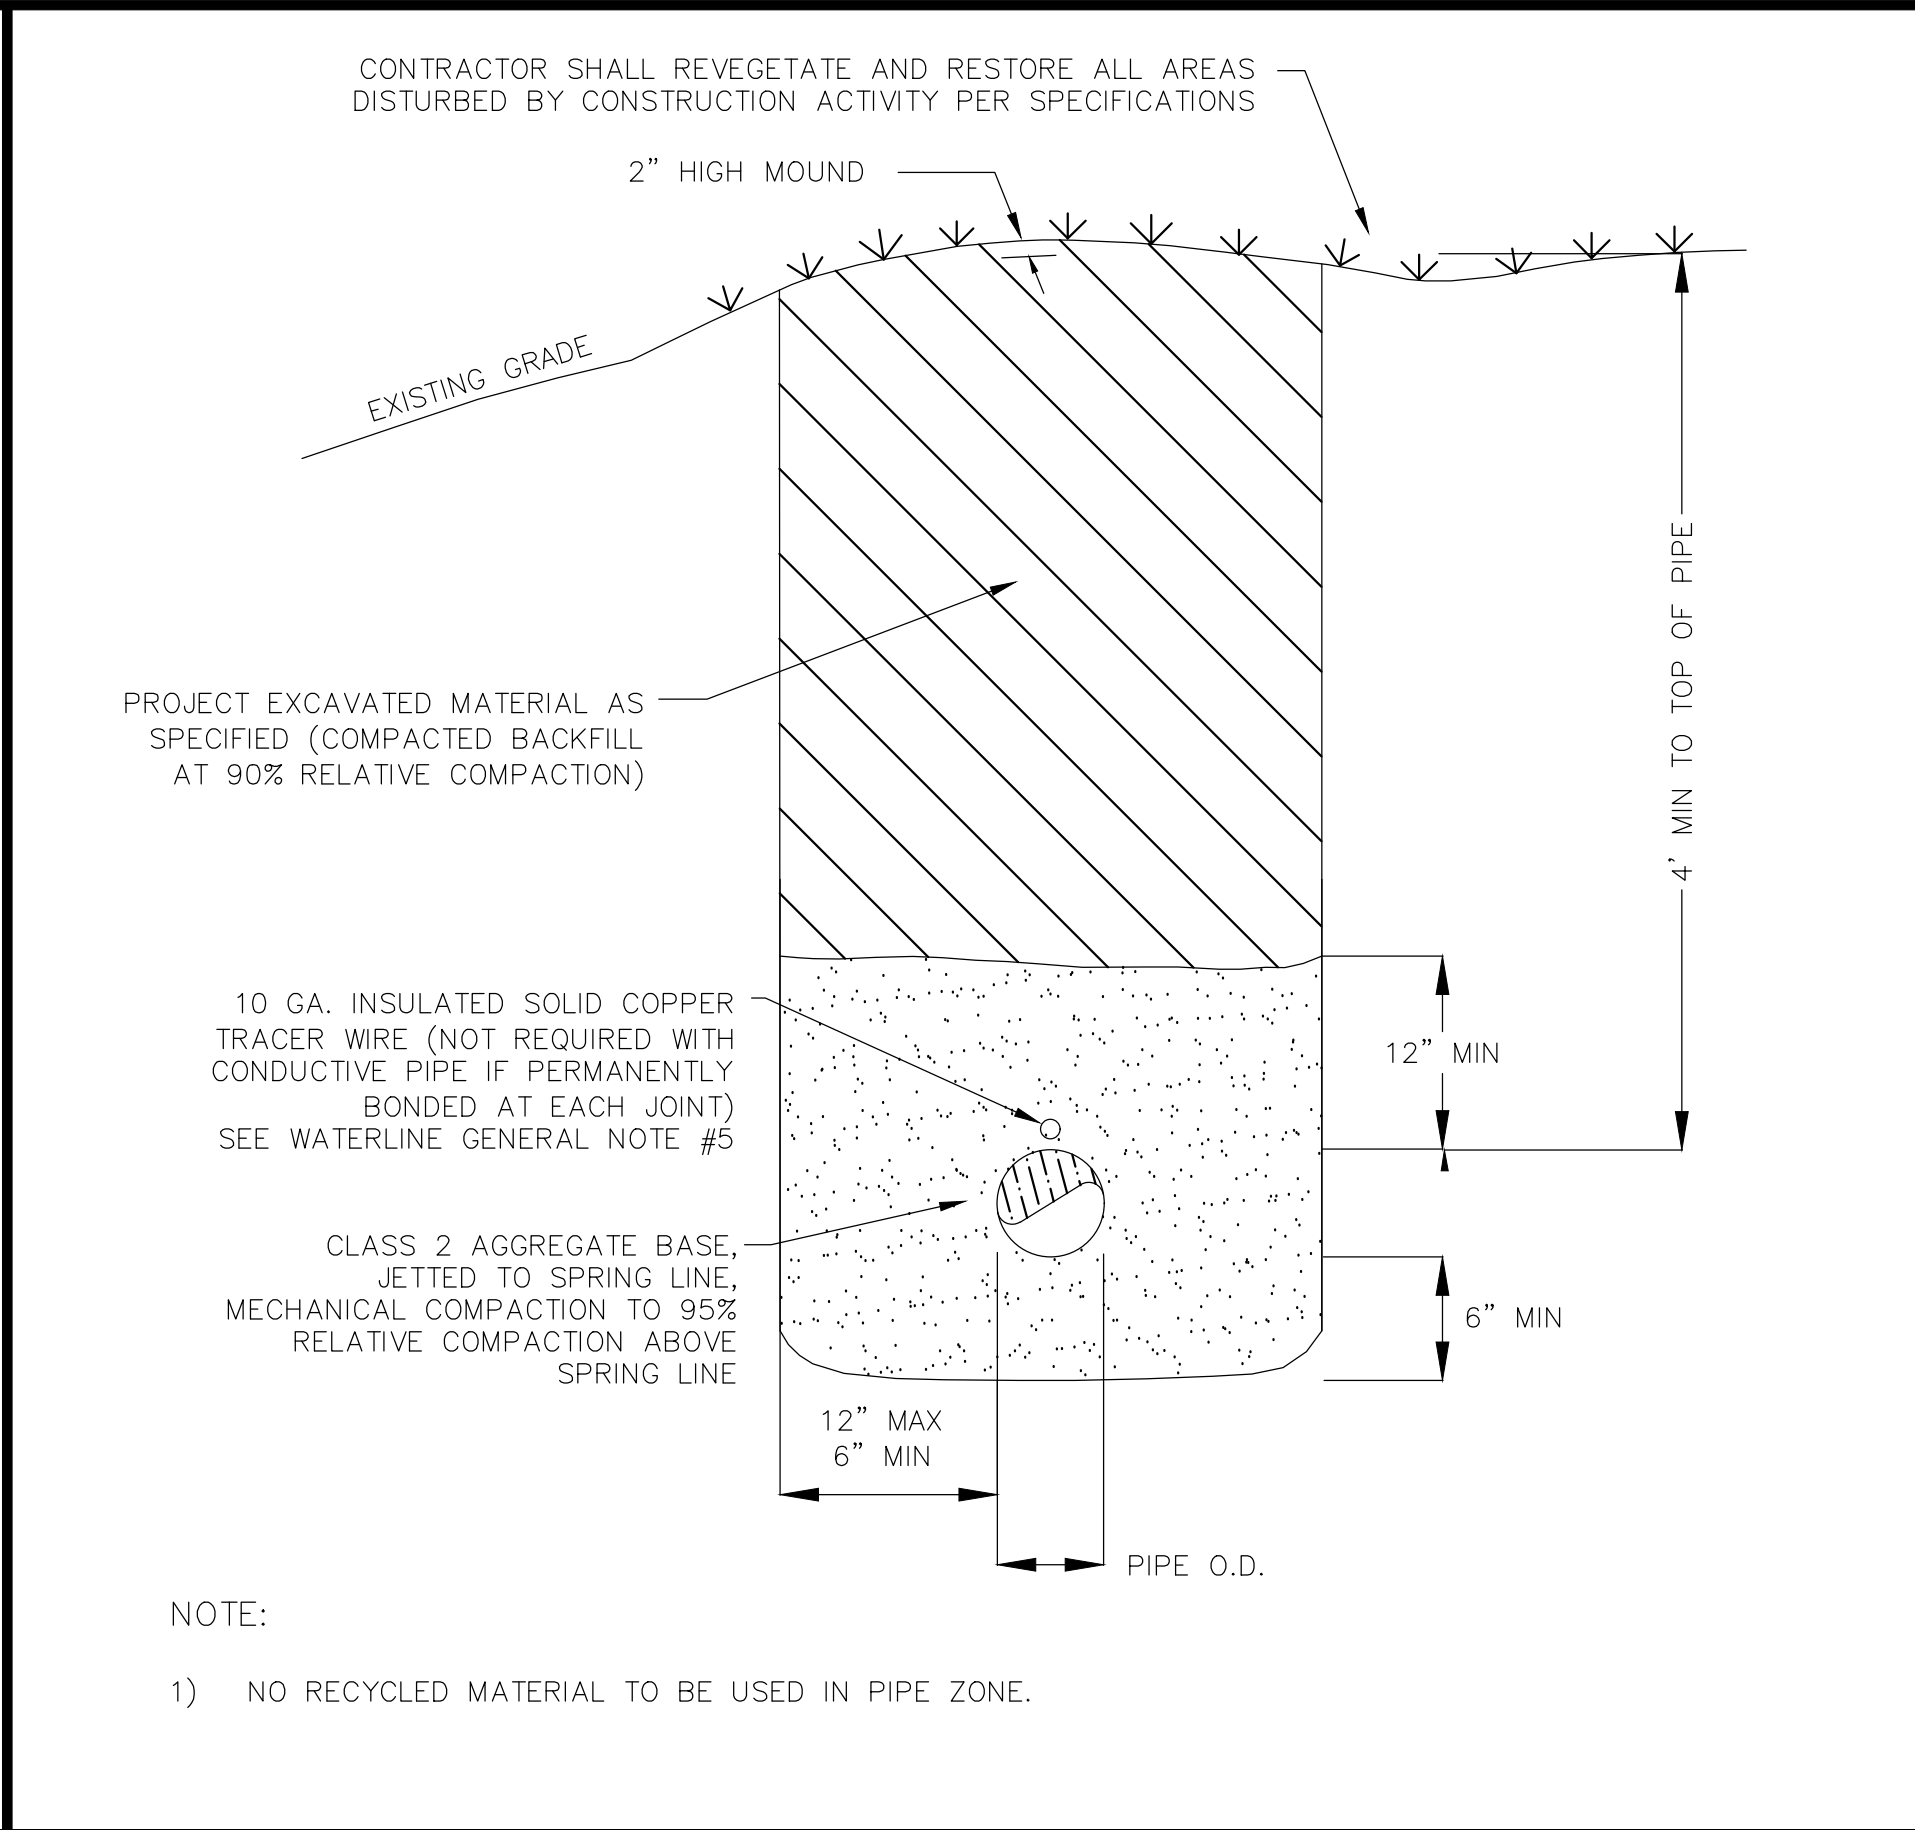 CONTRACTOR SHALL REVEGETATE AND RESTORE ALL AREAS
DISTURBED BY CONSTRUCTION ACTIVITY PER SPECIFICATIONS
2" HIGH MOUND
EXISTING GRADE
PROJECT EXCAVATED MATERIAL AS
SPECIFIED (COMPACTED BACKFILL
AT 90% RELATIVE COMPACTION)
4' MIN TO TOP OF PIPE
10 GA. INSULATED SOLID COPPER
TRACER WIRE (NOT REQUIRED WITH
CONDUCTIVE PIPE IF PERMANENTLY
BONDED AT EACH JOINT)
SEE WATERLINE GENERAL NOTE #5
12" MIN
CLASS 2 AGGREGATE BASE,
JETTED TO SPRING LINE,
MECHANICAL COMPACTION TO 95%
RELATIVE COMPACTION ABOVE
SPRING LINE
6" MIN
12" MAX
6" MIN
PIPE O.D.
NOTE:
1) NO RECYCLED MATERIAL TO BE USED IN PIPE ZONE.